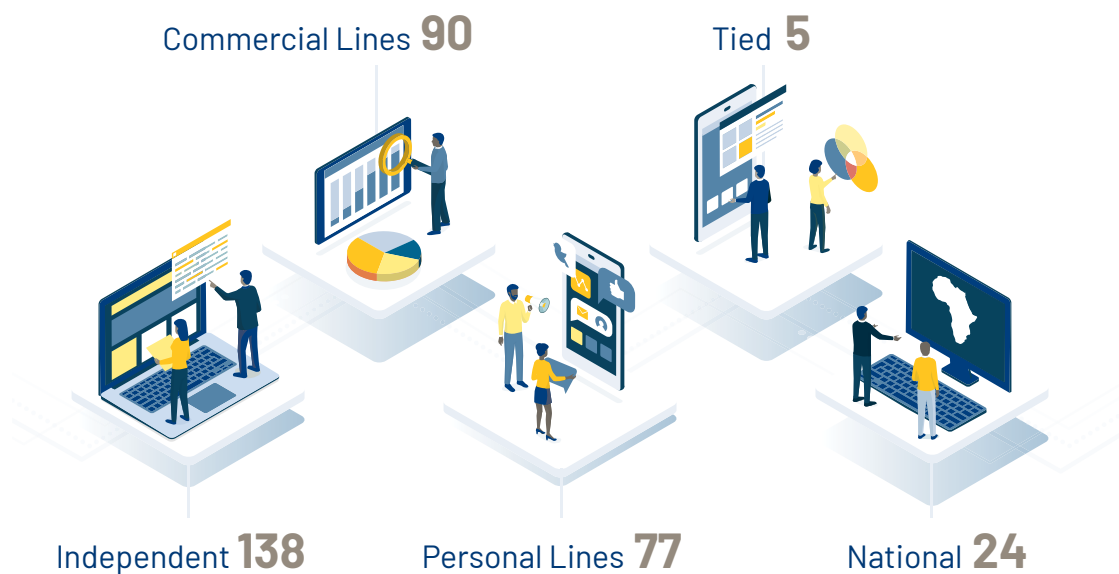 Commercial Lines 90
Tied 5
Independent 138
Personal Lines 77
National 24